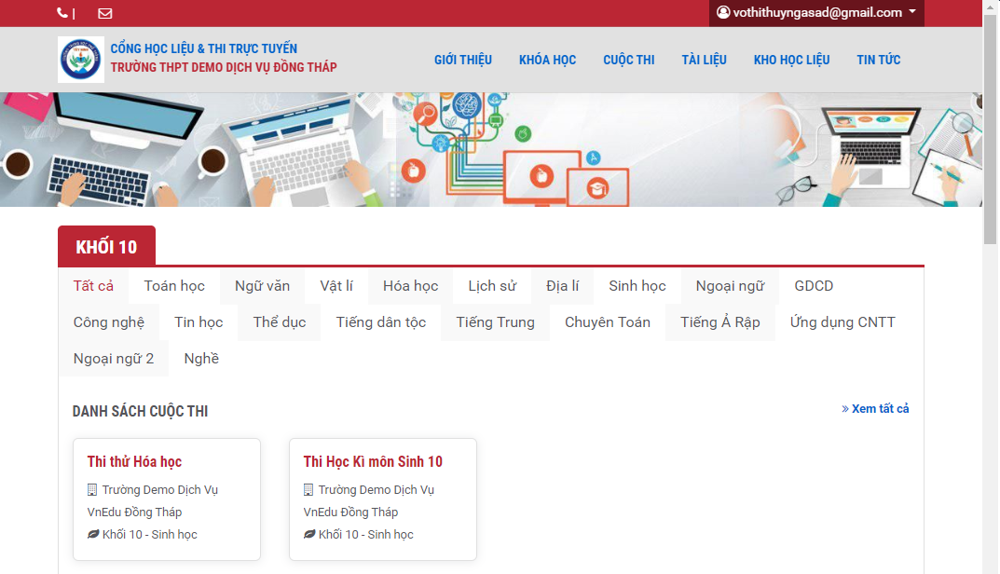 |
vothithuyngasad@gmail.com
CỔNG HỌC LIỆU & THI TRỰC TUYẾN
TRƯỜNG THPT DEMO DỊCH VỤ ĐỒNG THÁP
GIỚI THIỆU KHÓA HỌC CUỘC THI TÀI LIỆU KHO HỌC LIỆU TIN TỨC
KHỐI 10
Tất cả Toán học Ngữ văn Vật lí Hóa học Lịch sử Địa lí Sinh học Ngoại ngữ GDCD
Công nghệ Tin học Thể dục Tiếng dân tộc Tiếng Trung Chuyên Toán Tiếng Ả Rập Ứng dụng CNTT
Ngoại ngữ 2 Nghề
DANH SÁCH CUỘC THI
» Xem tất cả
Thi thử Hóa học
Trường Demo Dịch Vụ
VnEdu Đồng Tháp
Khối 10 - Sinh học
Thi Học Kì môn Sinh 10
Trường Demo Dịch Vụ
VnEdu Đồng Tháp
Khối 10 - Sinh học